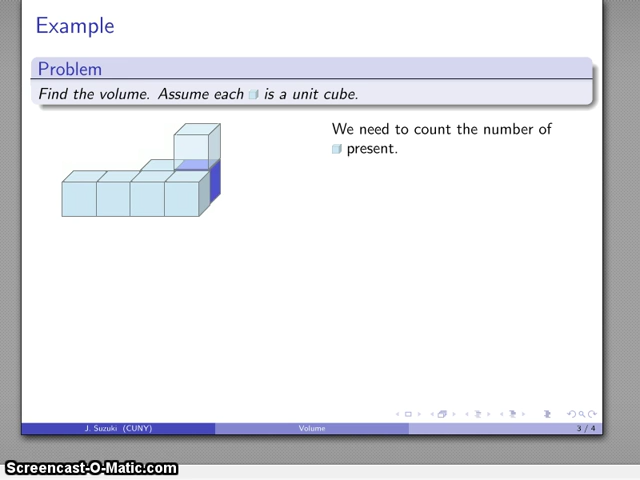 Example
Problem
Find the volume. Assume each is a unit cube.
We need to count the number of
present.
J. Suzuki (CUNY)
Volume
3 / 4
Screencast-O-Matic.com